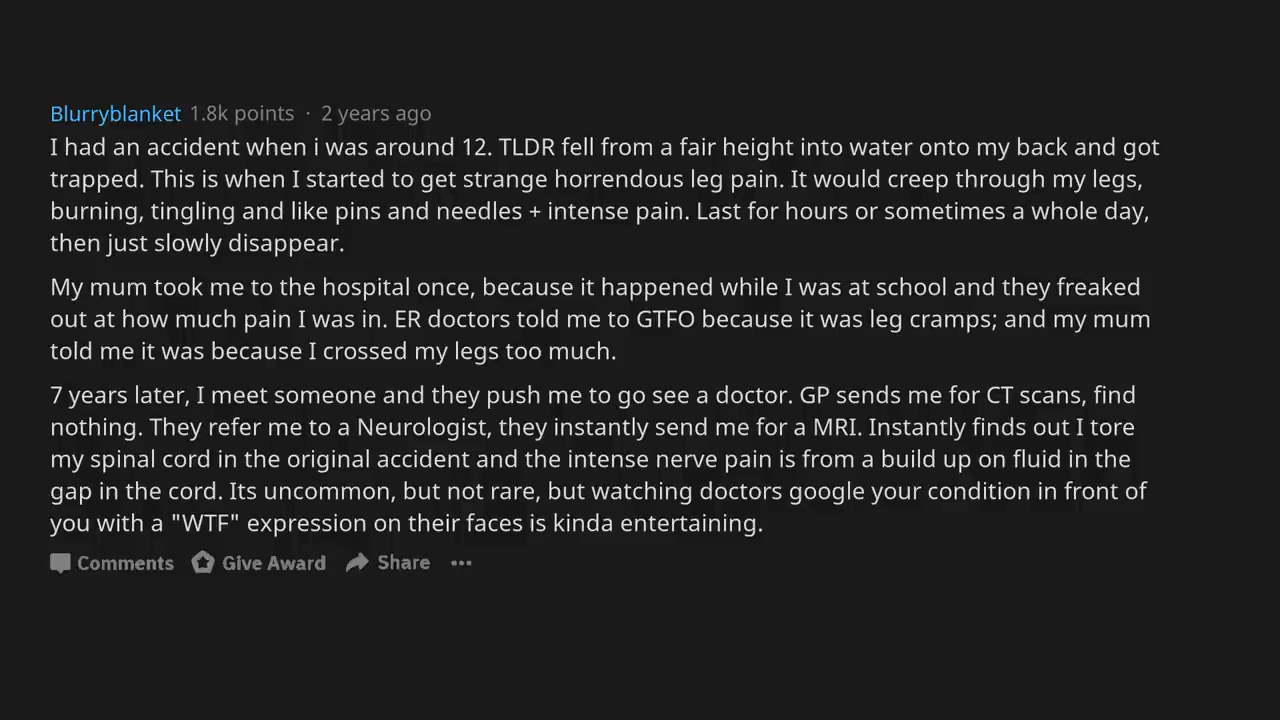 Blurryblanket 1.8k points · 2 years ago
I had an accident when i was around 12. TLDR fell from a fair height into water onto my back and got
trapped. This is when I started to get strange horrendous leg pain. It would creep through my legs,
burning, tingling and like pins and needles + intense pain. Last for hours or sometimes a whole day,
then just slowly disappear.
My mum took me to the hospital once, because it happened while I was at school and they freaked
out at how much pain I was in. ER doctors told me to GTFO because it was leg cramps; and my mum
told me it was because I crossed my legs too much.
7 years later, I meet someone and they push me to go see a doctor. GP sends me for CT scans, find
nothing. They refer me to a Neurologist, they instantly send me for a MRI. Instantly finds out I tore
my spinal cord in the original accident and the intense nerve pain is from a build up on fluid in the
gap in the cord. Its uncommon, but not rare, but watching doctors google your condition in front of
you with a "WTF" expression on their faces is kinda entertaining.
Comments Give Award Share ···